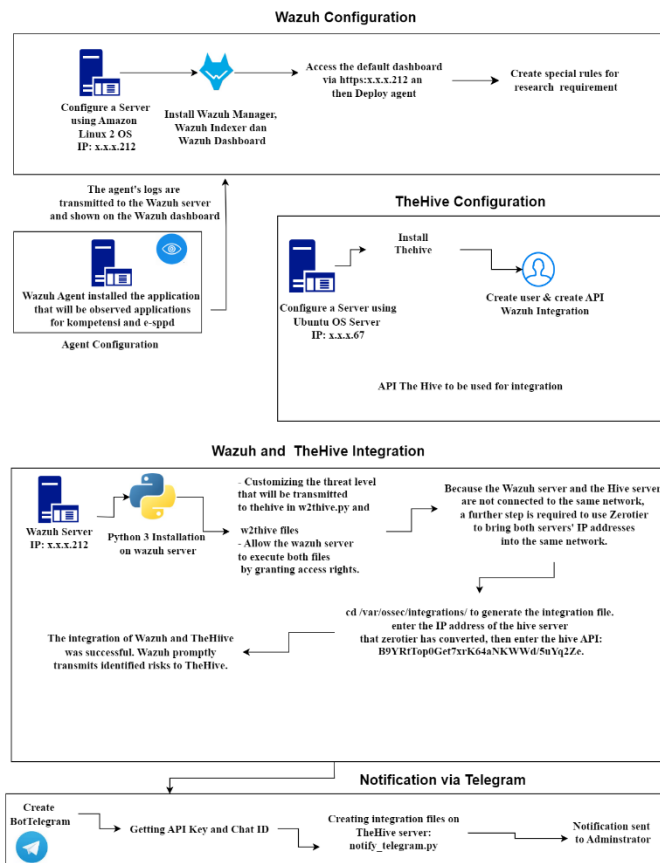 Wazuh Configuration
Configure a Server
using Amazon
Linux 2 OS
IP: x.x.x.212
Install Wazuh Manager,
Wazuh Indexer dan
Wazuh Dashboard
Access the default dashboard
via https:x.x.x.212 an
then Deploy agent
Create special rules for
research requirement
The agent's logs are
transmitted to the Wazuh server
and shown on the Wazuh dashboard
Wazuh Agent installed the application
that will be observed applications
for kompetensi and e-sppd
Agent Configuration
TheHive Configuration
Configure a Server using
Ubuntu OS Server
IP: x.x.x.67
Install
Thehive
Create user & create API
Wazuh Integration
API The Hive to be used for integration
Wazuh and TheHive Integration
Wazuh Server
IP: x.x.x.212
Python 3 Installation
on wazuh server
- Customizing the threat level
that will be transmitted
to thehive in w2thive.py and
w2thive files
- Allow the wazuh server
to execute both files
by granting access rights.
Because the Wazuh server and the Hive server
are not connected to the same network,
a further step is required to use Zerotier
to bring both servers' IP addresses
into the same network.
cd /var/ossec/integrations/ to generate the integration file.
enter the IP address of the hive server
that zerotier has converted, then enter the hive API:
B9YRtTop0Get7xrK64aNKWWd/5uYq2Ze.
The integration of Wazuh and TheHiive
was successful. Wazuh promptly
transmits identified risks to TheHive.
Notification via Telegram
Create
BotTelegram
Getting API Key and Chat ID
Creating integration files on
TheHive server:
notify_telegram.py
Notification sent
to Adminstrator